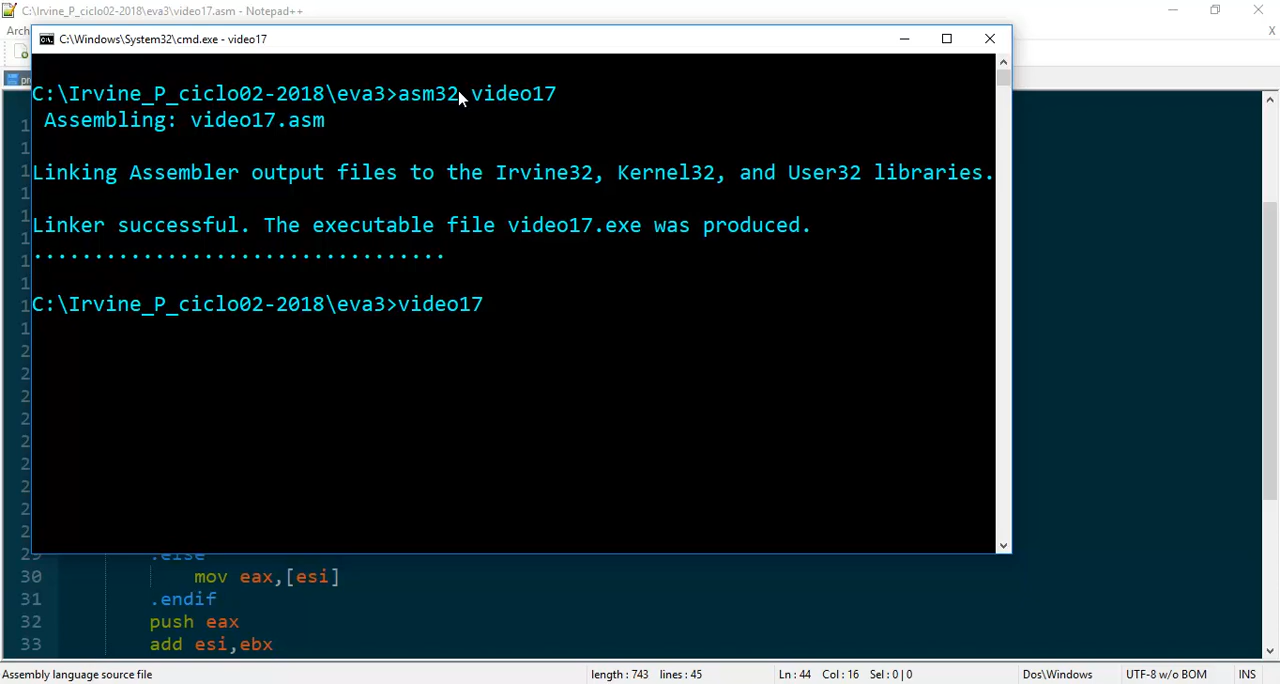 C:\Irvine_P_ciclo02-2018\eva3\video17.asm - Notepad++
Arch
X
C:\Windows\System32\cmd.exe - video17
C:\Irvine_P_ciclo02-2018\eva3>asm32 video17
Assembling: video17.asm
Linking Assembler output files to the Irvine32, Kernel32, and User32 libraries.
Linker successful. The executable file video17.exe was produced.
..................................
C:\Irvine_P_ciclo02-2018\eva3>video17
29 .else
30 mov eax,[esi]
31 .endif
32 push eax
33 add esi,ebx
Assembly language source file length : 743 lines : 45 Ln : 44 Col : 16 Sel : 0 | 0 Dos\Windows UTF-8 w/o BOM INS